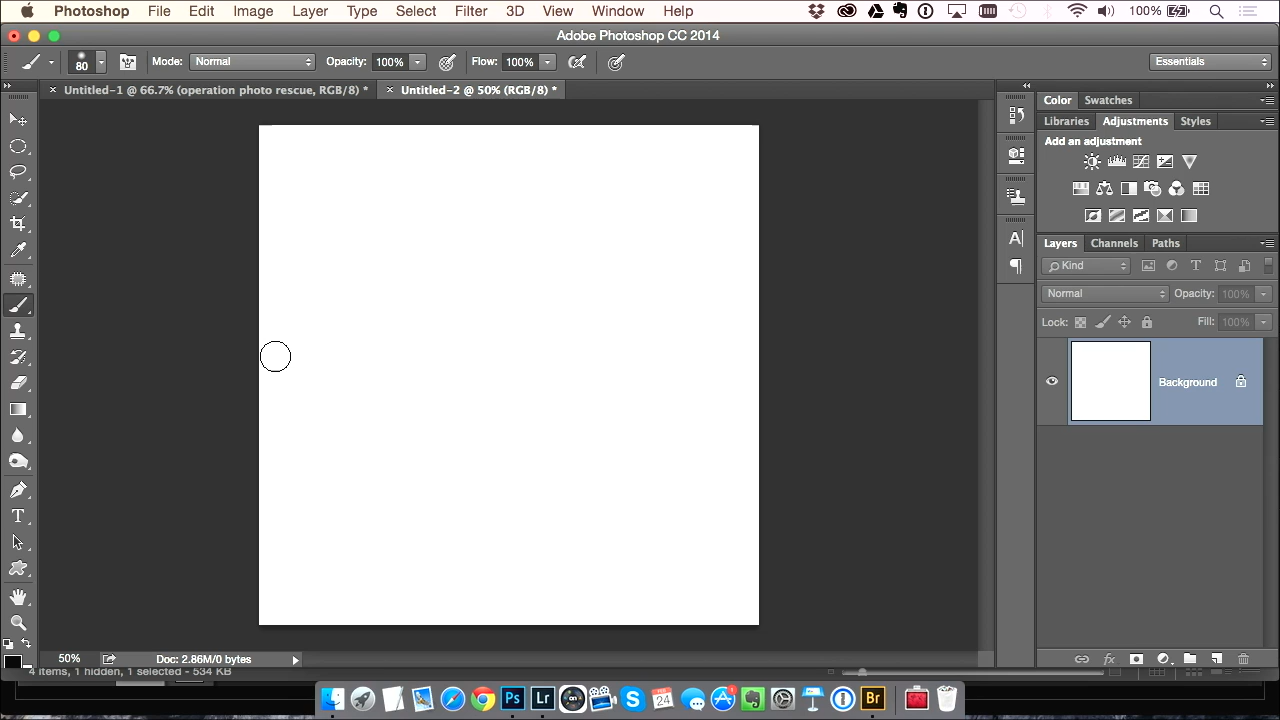 Photoshop File Edit Image Layer Type Select Filter 3D View Window Help 100%
Adobe Photoshop CC 2014
80 Mode: Normal Opacity: 100% Flow: 100% Essentials
Untitled-1 @ 66.7% (operation photo rescue, RGB/8) * Untitled-2 @ 50% (RGB/8) *
Color Swatches
Libraries Adjustments Styles
Add an adjustment
Layers Channels Paths
Kind
Normal Opacity: 100%
Lock: Fill: 100%
Background
50% Doc: 2.86M/0 bytes
4 items, 1 hidden, 1 selected - 534 KB
Ps Lr on S 24 1 Br